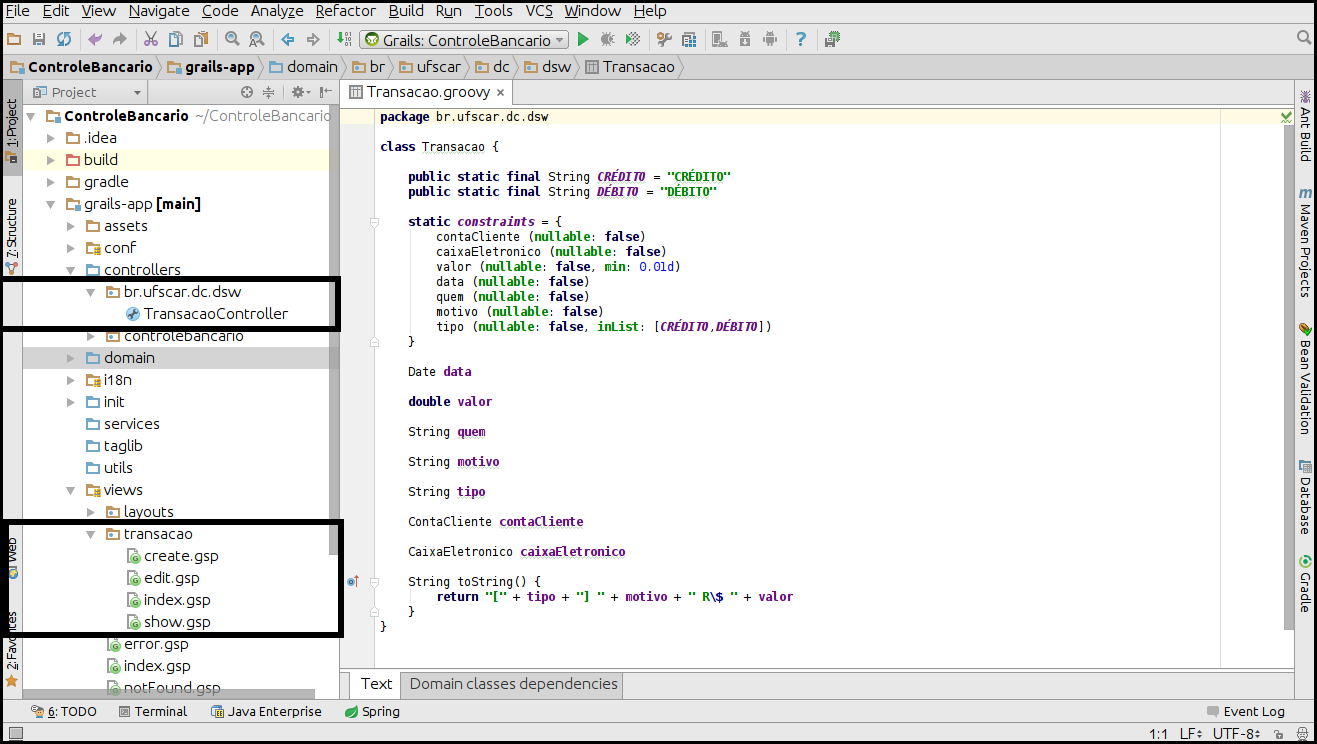 File Edit View Navigate Code Analyze Refactor Build Run Tools VCS Window Help
Grails: ControleBancario
ControleBancario grails-app domain br ufscar dc dsw Transacao
Project
Transacao.groovy
1: Project
7: Structure
Web
2: Favorites
ControleBancario ~/ControleBancario
.idea
build
gradle
grails-app [main]
assets
conf
controllers
br.ufscar.dc.dsw
TransacaoController
controlebancario
domain
i18n
init
services
taglib
utils
views
layouts
transacao
create.gsp
edit.gsp
index.gsp
show.gsp
error.gsp
index.gsp
notFound.gsp
package br.ufscar.dc.dsw
class Transacao {
public static final String CRÉDITO = "CRÉDITO"
public static final String DÉBITO = "DÉBITO"
static constraints = {
contaCliente (nullable: false)
caixaEletronico (nullable: false)
valor (nullable: false, min: 0.01d)
data (nullable: false)
quem (nullable: false)
motivo (nullable: false)
tipo (nullable: false, inList: [CRÉDITO,DÉBITO])
}
Date data
double valor
String quem
String motivo
String tipo
ContaCliente contaCliente
CaixaEletronico caixaEletronico
String toString() {
return "[" + tipo + "] " + motivo + " R\$ " + valor
}
}
Text Domain classes dependencies
Ant Build
Maven Projects
Bean Validation
Database
Gradle
6: TODO Terminal Java Enterprise Spring Event Log
1:1 LF UTF-8